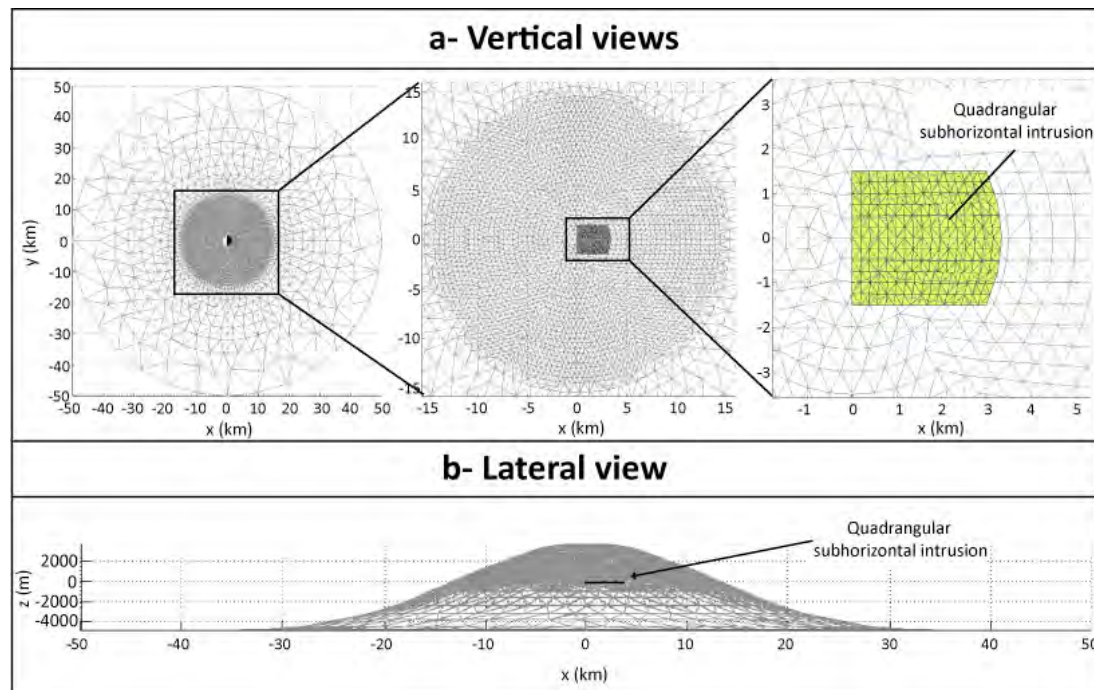 a- Vertical views
50
40
30
20
10
0
-10
-20
-30
-40
-50
y (km)
-50 -40 -30 -20 -10 0 10 20 30 40 50
x (km)
15
10
5
0
-5
-10
-15
-15 -10 -5 0 5 10 15
x (km)
Quadrangular
subhorizontal intrusion
3
2
1
0
-1
-2
-3
-1 0 1 2 3 4 5
x (km)
b- Lateral view
Quadrangular
subhorizontal intrusion
2000
0
-2000
-4000
z (m)
-50 -40 -30 -20 -10 0 10 20 30 40 50
x (km)